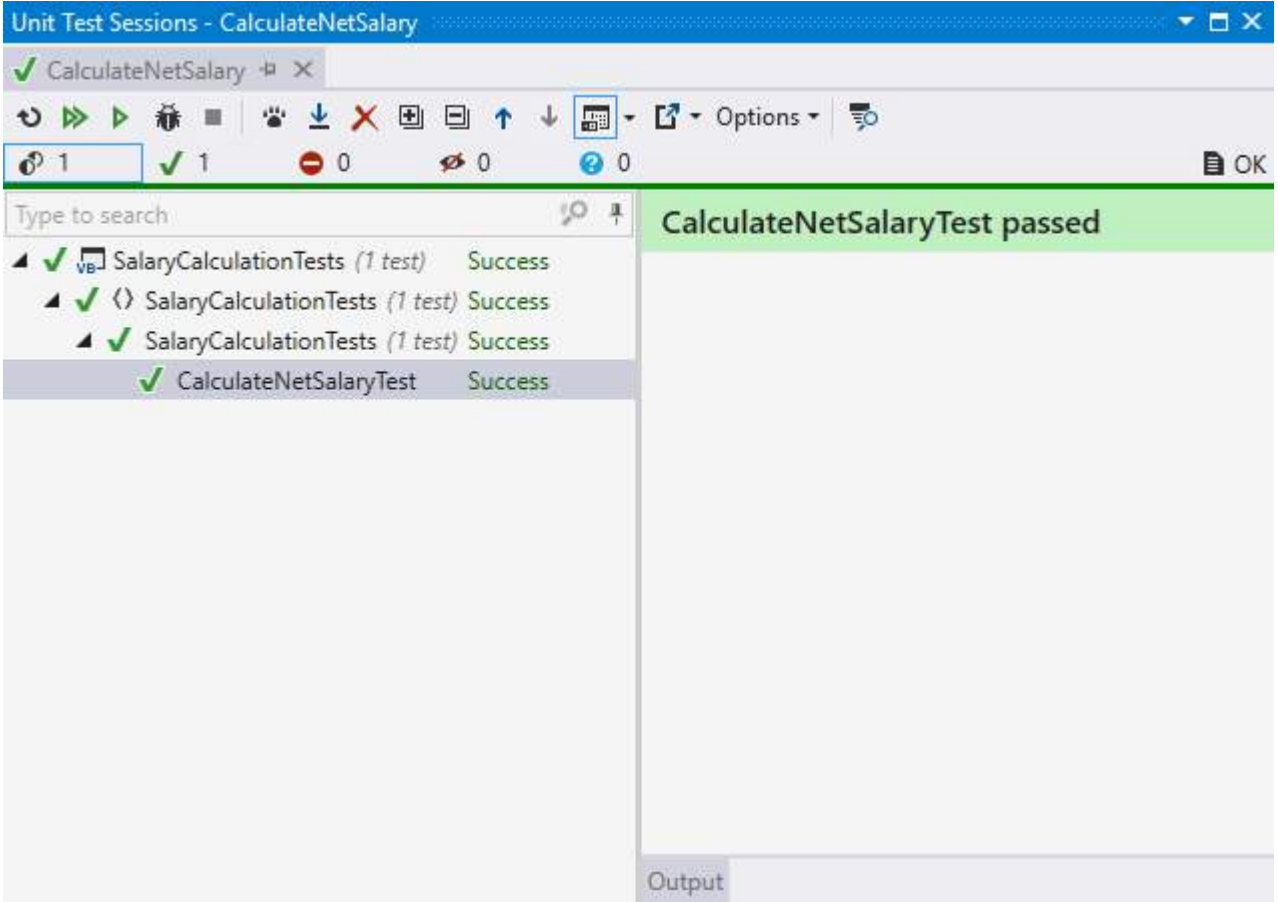 Unit Test Sessions - CalculateNetSalary
CalculateNetSalary
Options
1 1 0 0 0 OK
Type to search
CalculateNetSalaryTest passed
VB SalaryCalculationTests (1 test) Success
SalaryCalculationTests (1 test) Success
SalaryCalculationTests (1 test) Success
CalculateNetSalaryTest Success
Output